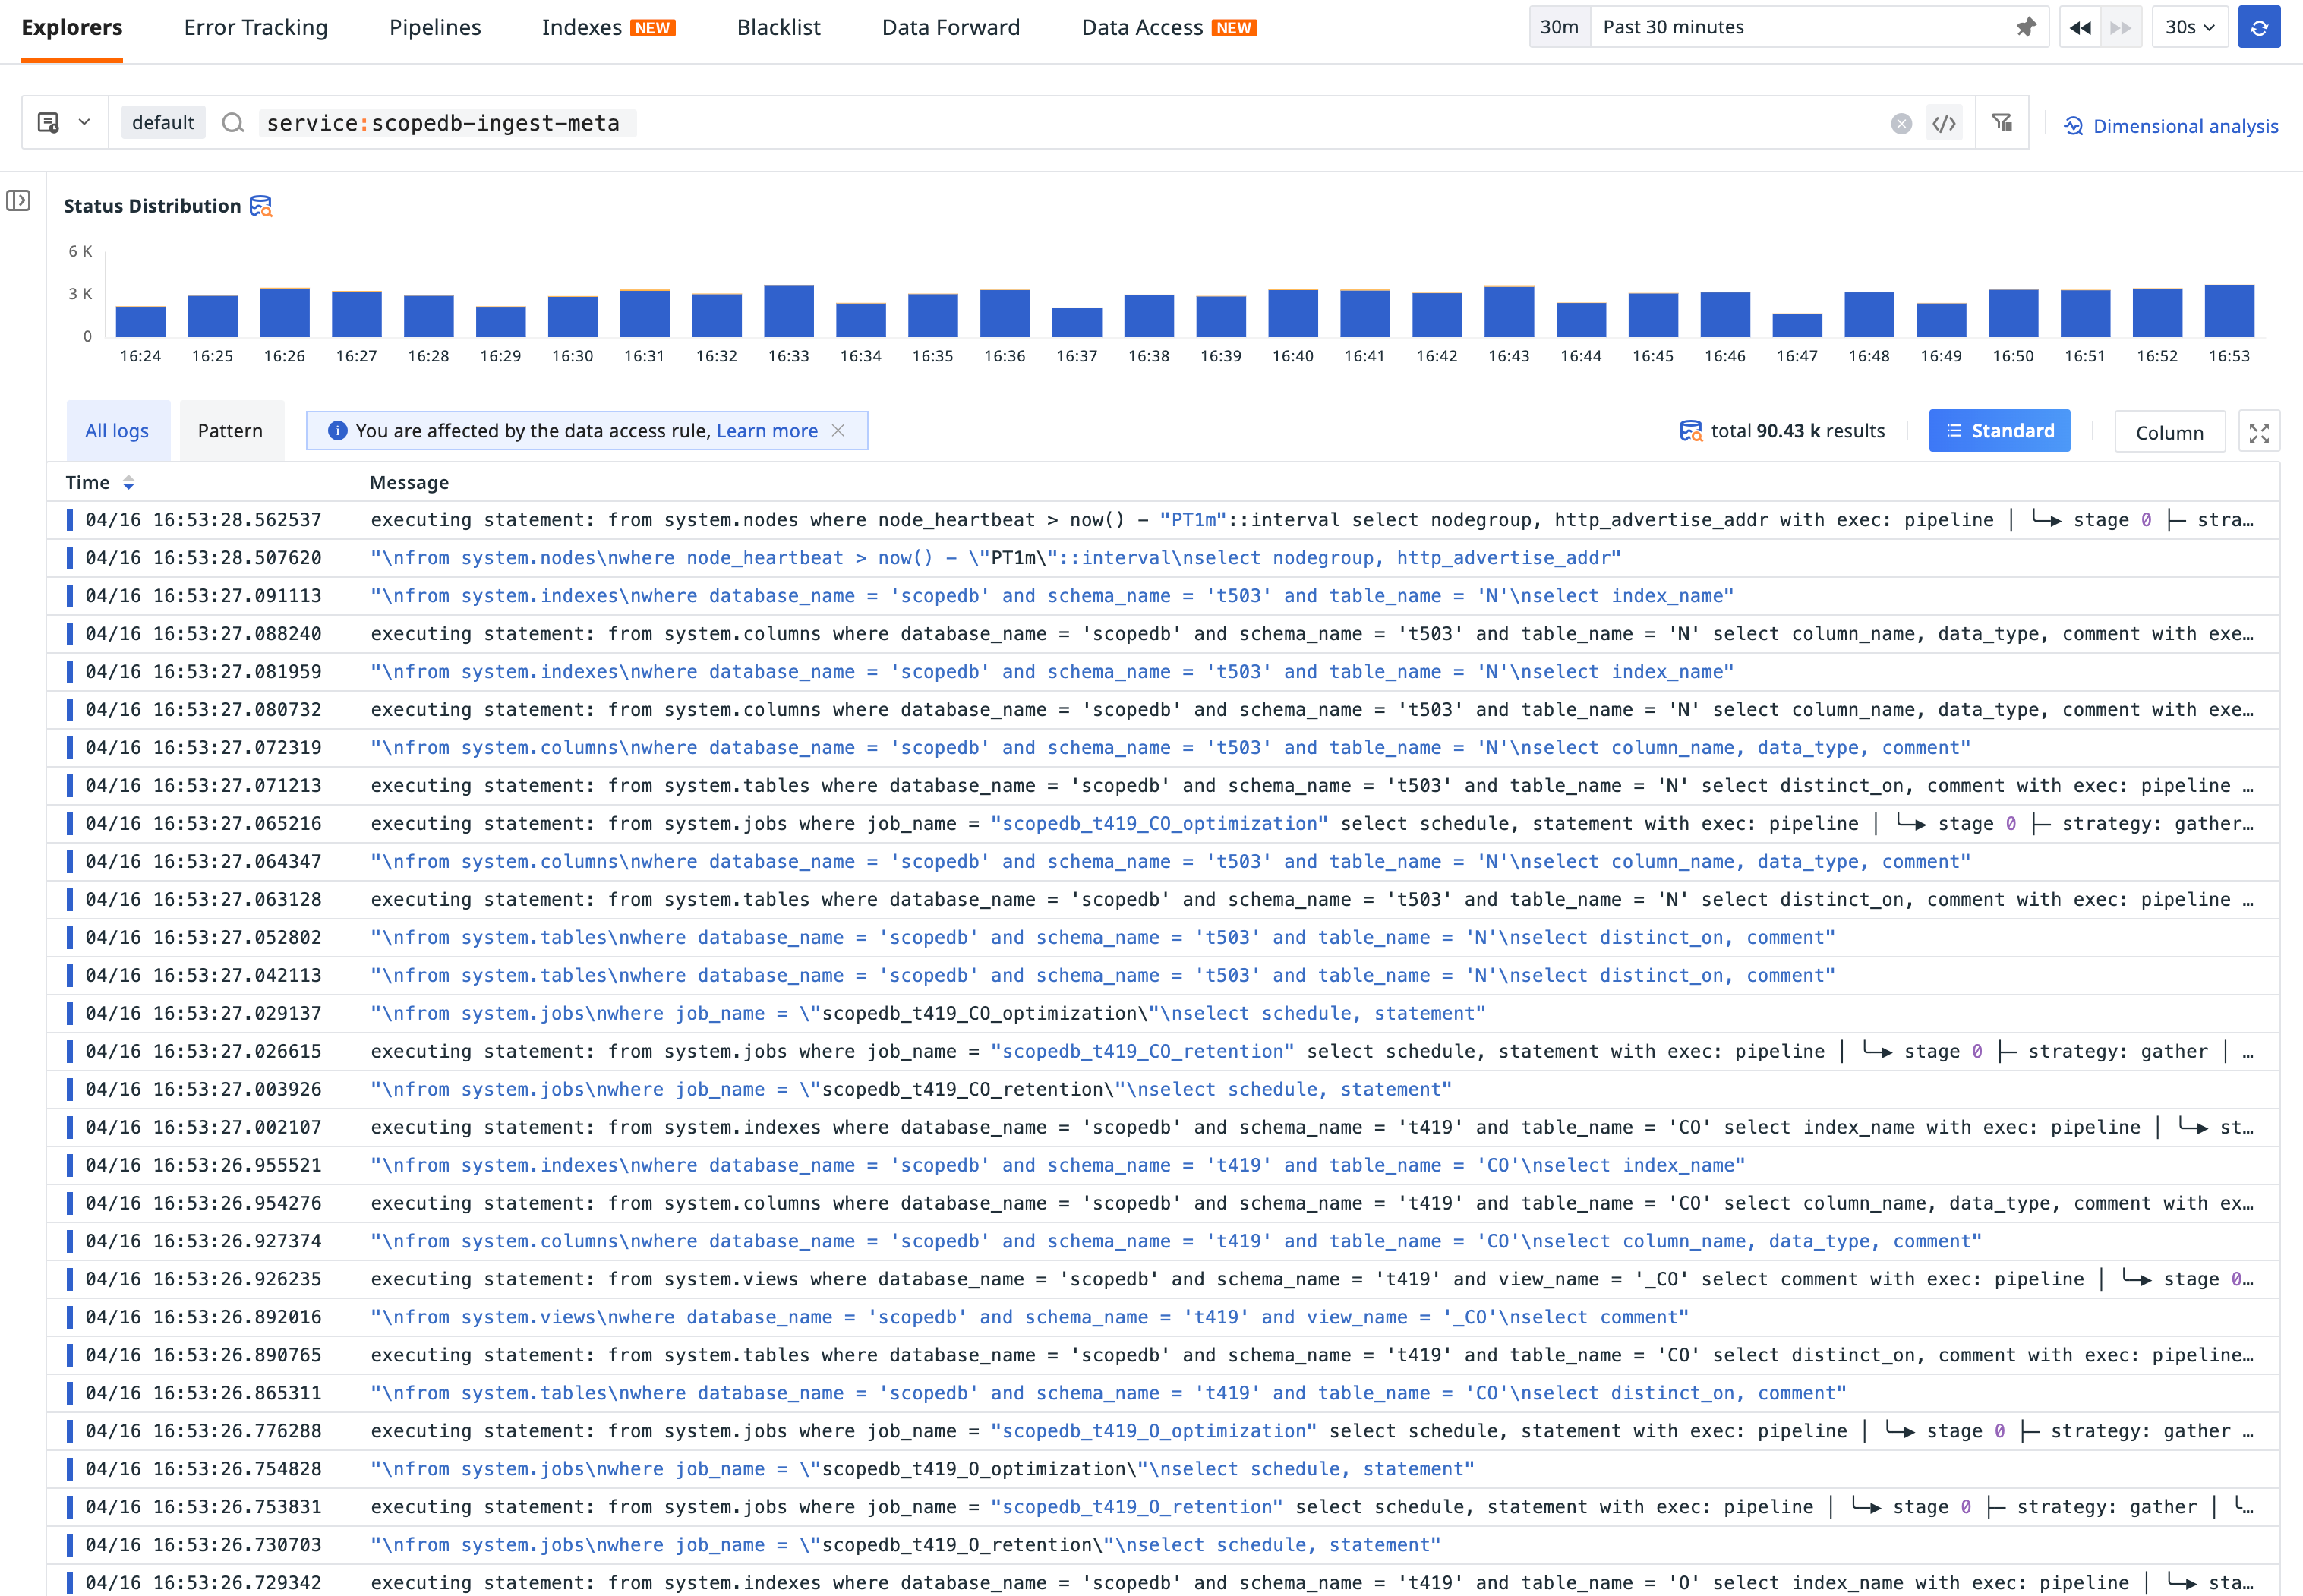 Explorers Error Tracking Pipelines Indexes NEW Blacklist Data Forward Data Access NEW 30m Past 30 minutes 30s
default service:scopedb-ingest-meta </> Dimensional analysis
Status Distribution
6 K
3 K
0
16:24 16:25 16:26 16:27 16:28 16:29 16:30 16:31 16:32 16:33 16:34 16:35 16:36 16:37 16:38 16:39 16:40 16:41 16:42 16:43 16:44 16:45 16:46 16:47 16:48 16:49 16:50 16:51 16:52 16:53
All logs Pattern You are affected by the data access rule, Learn more total 90.43 k results Standard Column
Time Message
04/16 16:53:28.562537 executing statement: from system.nodes where node_heartbeat > now() - "PT1m"::interval select nodegroup, http_advertise_addr with exec: pipeline │ ╰─▶ stage 0 ├─ stra…
04/16 16:53:28.507620 "\nfrom system.nodes\nwhere node_heartbeat > now() - \"PT1m\"::interval\nselect nodegroup, http_advertise_addr"
04/16 16:53:27.091113 "\nfrom system.indexes\nwhere database_name = 'scopedb' and schema_name = 't503' and table_name = 'N'\nselect index_name"
04/16 16:53:27.088240 executing statement: from system.columns where database_name = 'scopedb' and schema_name = 't503' and table_name = 'N' select column_name, data_type, comment with exe…
04/16 16:53:27.081959 "\nfrom system.indexes\nwhere database_name = 'scopedb' and schema_name = 't503' and table_name = 'N'\nselect index_name"
04/16 16:53:27.080732 executing statement: from system.columns where database_name = 'scopedb' and schema_name = 't503' and table_name = 'N' select column_name, data_type, comment with exe…
04/16 16:53:27.072319 "\nfrom system.columns\nwhere database_name = 'scopedb' and schema_name = 't503' and table_name = 'N'\nselect column_name, data_type, comment"
04/16 16:53:27.071213 executing statement: from system.tables where database_name = 'scopedb' and schema_name = 't503' and table_name = 'N' select distinct_on, comment with exec: pipeline …
04/16 16:53:27.065216 executing statement: from system.jobs where job_name = "scopedb_t419_CO_optimization" select schedule, statement with exec: pipeline │ ╰─▶ stage 0 ├─ strategy: gather…
04/16 16:53:27.064347 "\nfrom system.columns\nwhere database_name = 'scopedb' and schema_name = 't503' and table_name = 'N'\nselect column_name, data_type, comment"
04/16 16:53:27.063128 executing statement: from system.tables where database_name = 'scopedb' and schema_name = 't503' and table_name = 'N' select distinct_on, comment with exec: pipeline …
04/16 16:53:27.052802 "\nfrom system.tables\nwhere database_name = 'scopedb' and schema_name = 't503' and table_name = 'N'\nselect distinct_on, comment"
04/16 16:53:27.042113 "\nfrom system.tables\nwhere database_name = 'scopedb' and schema_name = 't503' and table_name = 'N'\nselect distinct_on, comment"
04/16 16:53:27.029137 "\nfrom system.jobs\nwhere job_name = \"scopedb_t419_CO_optimization\"\nselect schedule, statement"
04/16 16:53:27.026615 executing statement: from system.jobs where job_name = "scopedb_t419_CO_retention" select schedule, statement with exec: pipeline │ ╰─▶ stage 0 ├─ strategy: gather │ …
04/16 16:53:27.003926 "\nfrom system.jobs\nwhere job_name = \"scopedb_t419_CO_retention\"\nselect schedule, statement"
04/16 16:53:27.002107 executing statement: from system.indexes where database_name = 'scopedb' and schema_name = 't419' and table_name = 'CO' select index_name with exec: pipeline │ ╰─▶ st…
04/16 16:53:26.955521 "\nfrom system.indexes\nwhere database_name = 'scopedb' and schema_name = 't419' and table_name = 'CO'\nselect index_name"
04/16 16:53:26.954276 executing statement: from system.columns where database_name = 'scopedb' and schema_name = 't419' and table_name = 'CO' select column_name, data_type, comment with ex…
04/16 16:53:26.927374 "\nfrom system.columns\nwhere database_name = 'scopedb' and schema_name = 't419' and table_name = 'CO'\nselect column_name, data_type, comment"
04/16 16:53:26.926235 executing statement: from system.views where database_name = 'scopedb' and schema_name = 't419' and view_name = '_CO' select comment with exec: pipeline │ ╰─▶ stage 0…
04/16 16:53:26.892016 "\nfrom system.views\nwhere database_name = 'scopedb' and schema_name = 't419' and view_name = '_CO'\nselect comment"
04/16 16:53:26.890765 executing statement: from system.tables where database_name = 'scopedb' and schema_name = 't419' and table_name = 'CO' select distinct_on, comment with exec: pipeline…
04/16 16:53:26.865311 "\nfrom system.tables\nwhere database_name = 'scopedb' and schema_name = 't419' and table_name = 'CO'\nselect distinct_on, comment"
04/16 16:53:26.776288 executing statement: from system.jobs where job_name = "scopedb_t419_O_optimization" select schedule, statement with exec: pipeline │ ╰─▶ stage 0 ├─ strategy: gather …
04/16 16:53:26.754828 "\nfrom system.jobs\nwhere job_name = \"scopedb_t419_O_optimization\"\nselect schedule, statement"
04/16 16:53:26.753831 executing statement: from system.jobs where job_name = "scopedb_t419_O_retention" select schedule, statement with exec: pipeline │ ╰─▶ stage 0 ├─ strategy: gather │ ╰…
04/16 16:53:26.730703 "\nfrom system.jobs\nwhere job_name = \"scopedb_t419_O_retention\"\nselect schedule, statement"
04/16 16:53:26.729342 executing statement: from system.indexes where database_name = 'scopedb' and schema_name = 't419' and table_name = 'O' select index_name with exec: pipeline │ ╰─▶ sta…